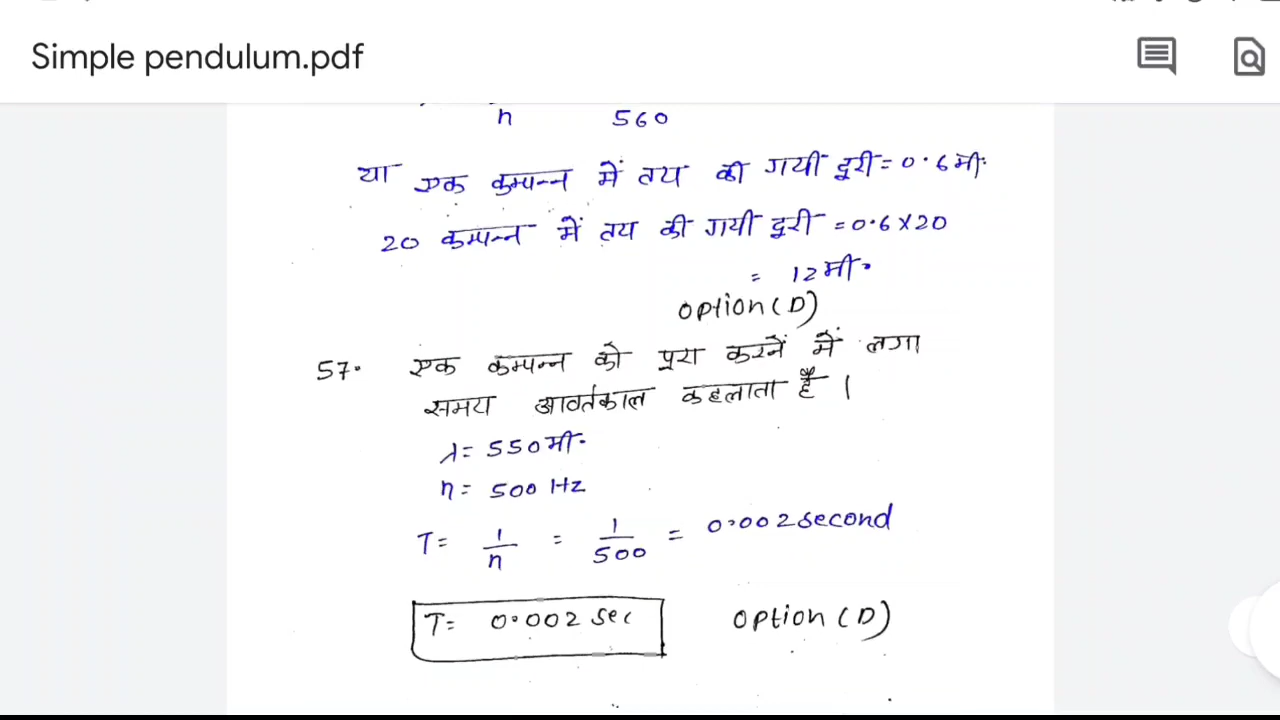 Simple pendulum.pdf
n 560
या एक कम्पन्न में तय की गयी दूरी = 0.6 मी.
20 कम्पन्न में तय की गयी दूरी = 0.6 × 20
= 12 मी.
option (D)
57. एक कम्पन्न को पूरा करनें में लगा
समय आवर्तकाल कहलाता है ।
λ = 550 मी.
n = 500 Hz
T = 1/n = 1/500 = 0.002 second
T = 0.002 sec option (D)